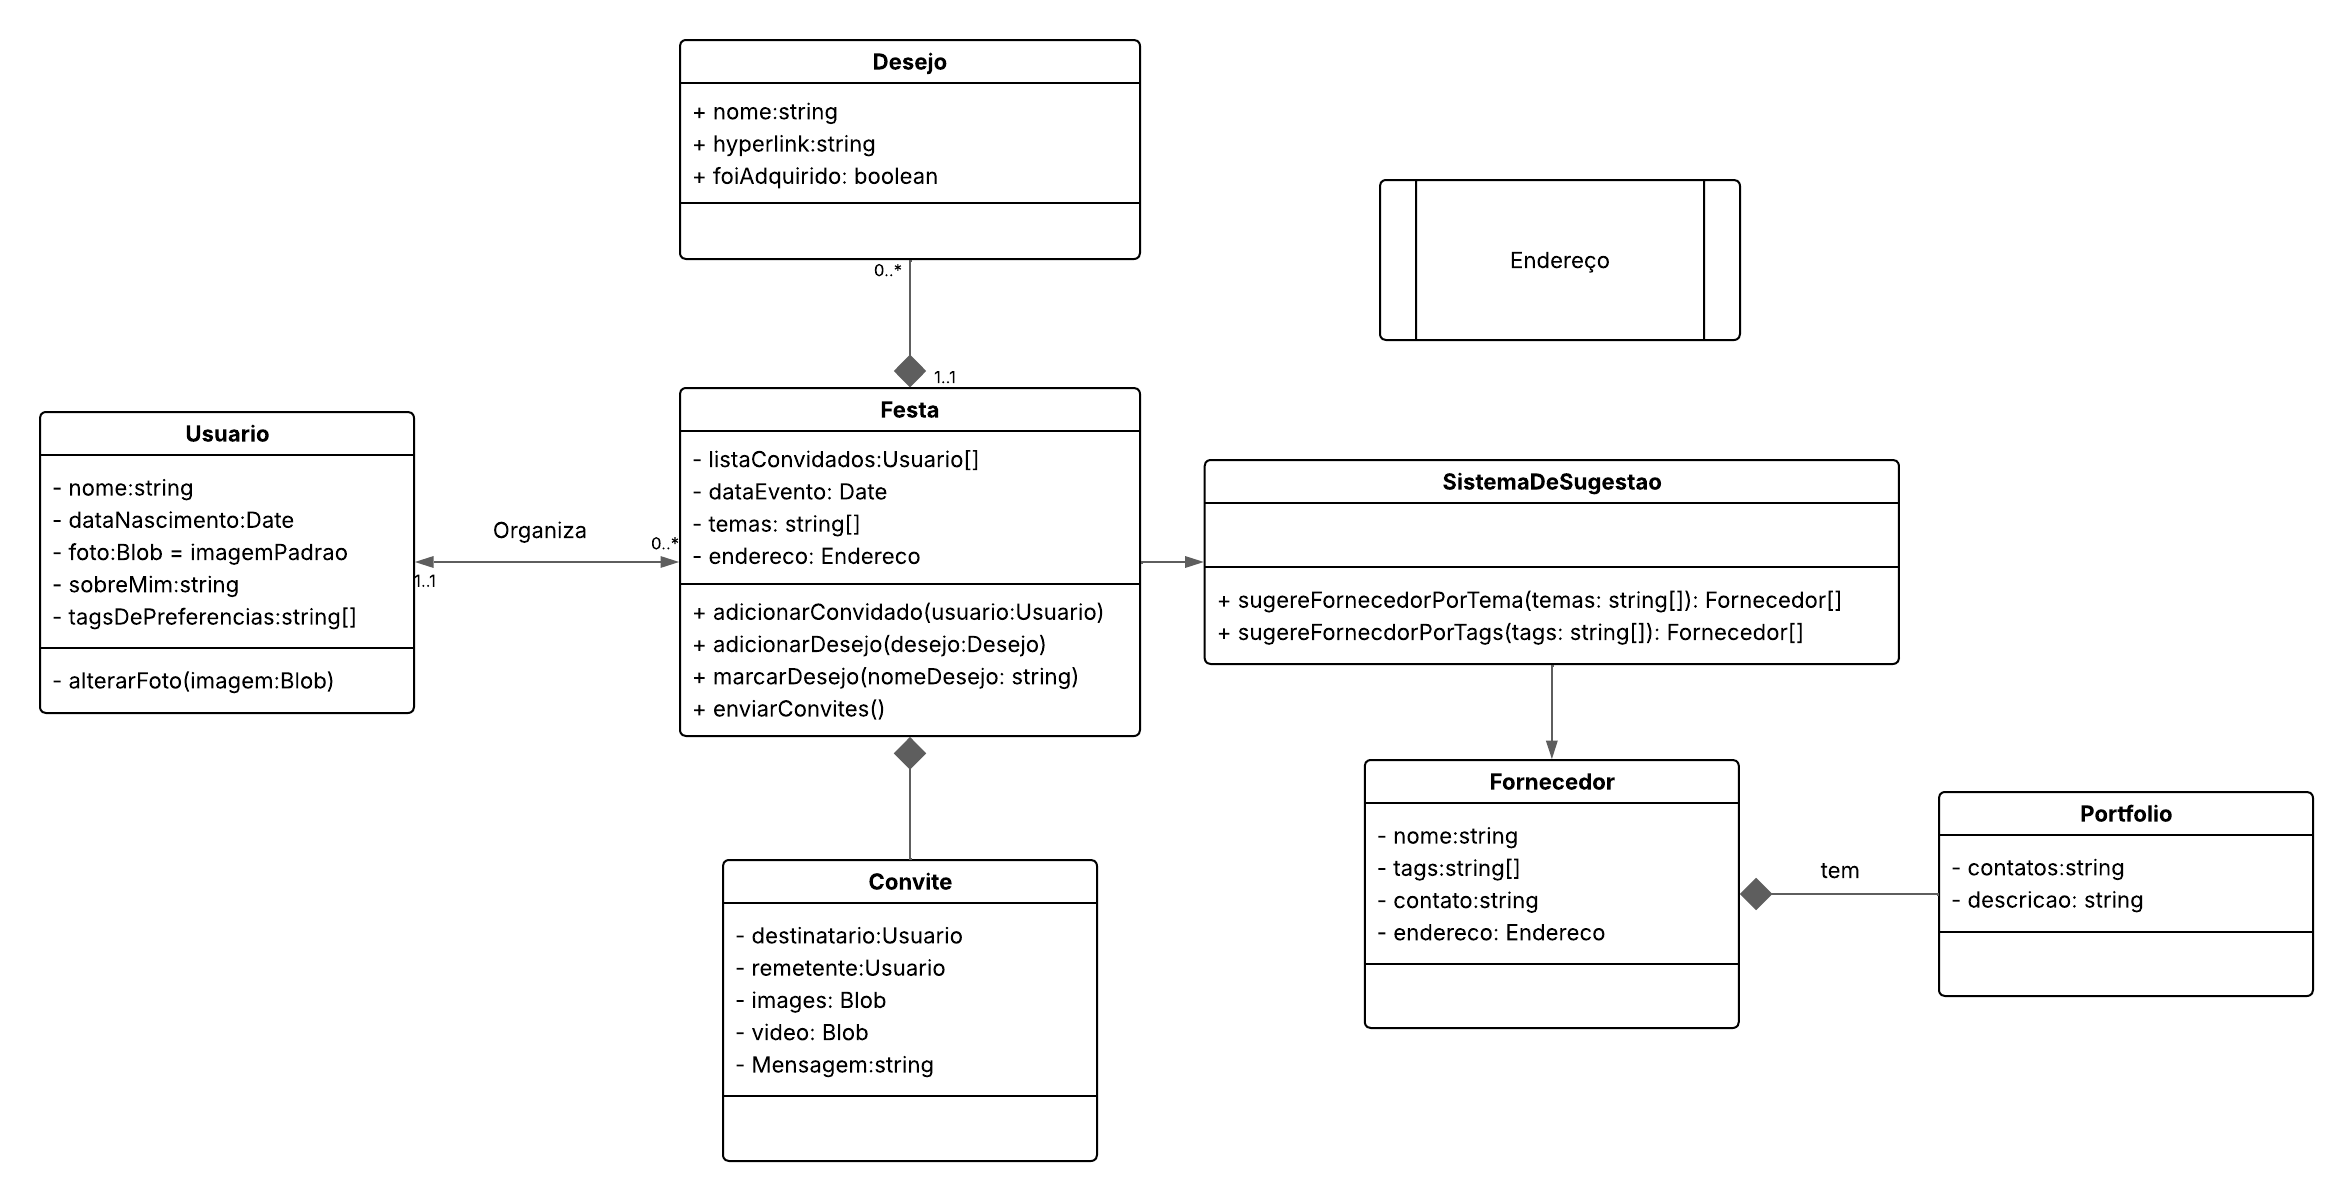 Desejo
+ nome:string
+ hyperlink:string
+ foiAdquirido: boolean
0..*
1..1
Endereço
Usuario
- nome:string
- dataNascimento:Date
- foto:Blob = imagemPadrao
- sobreMim:string
- tagsDePreferencias:string[]
- alterarFoto(imagem:Blob)
Organiza
0..*
1..1
Festa
- listaConvidados:Usuario[]
- dataEvento: Date
- temas: string[]
- endereco: Endereco
+ adicionarConvidado(usuario:Usuario)
+ adicionarDesejo(desejo:Desejo)
+ marcarDesejo(nomeDesejo: string)
+ enviarConvites()
SistemaDeSugestao
+ sugereFornecedorPorTema(temas: string[]): Fornecedor[]
+ sugereFornecdorPorTags(tags: string[]): Fornecedor[]
Convite
- destinatario:Usuario
- remetente:Usuario
- images: Blob
- video: Blob
- Mensagem:string
Fornecedor
- nome:string
- tags:string[]
- contato:string
- endereco: Endereco
tem
Portfolio
- contatos:string
- descricao: string